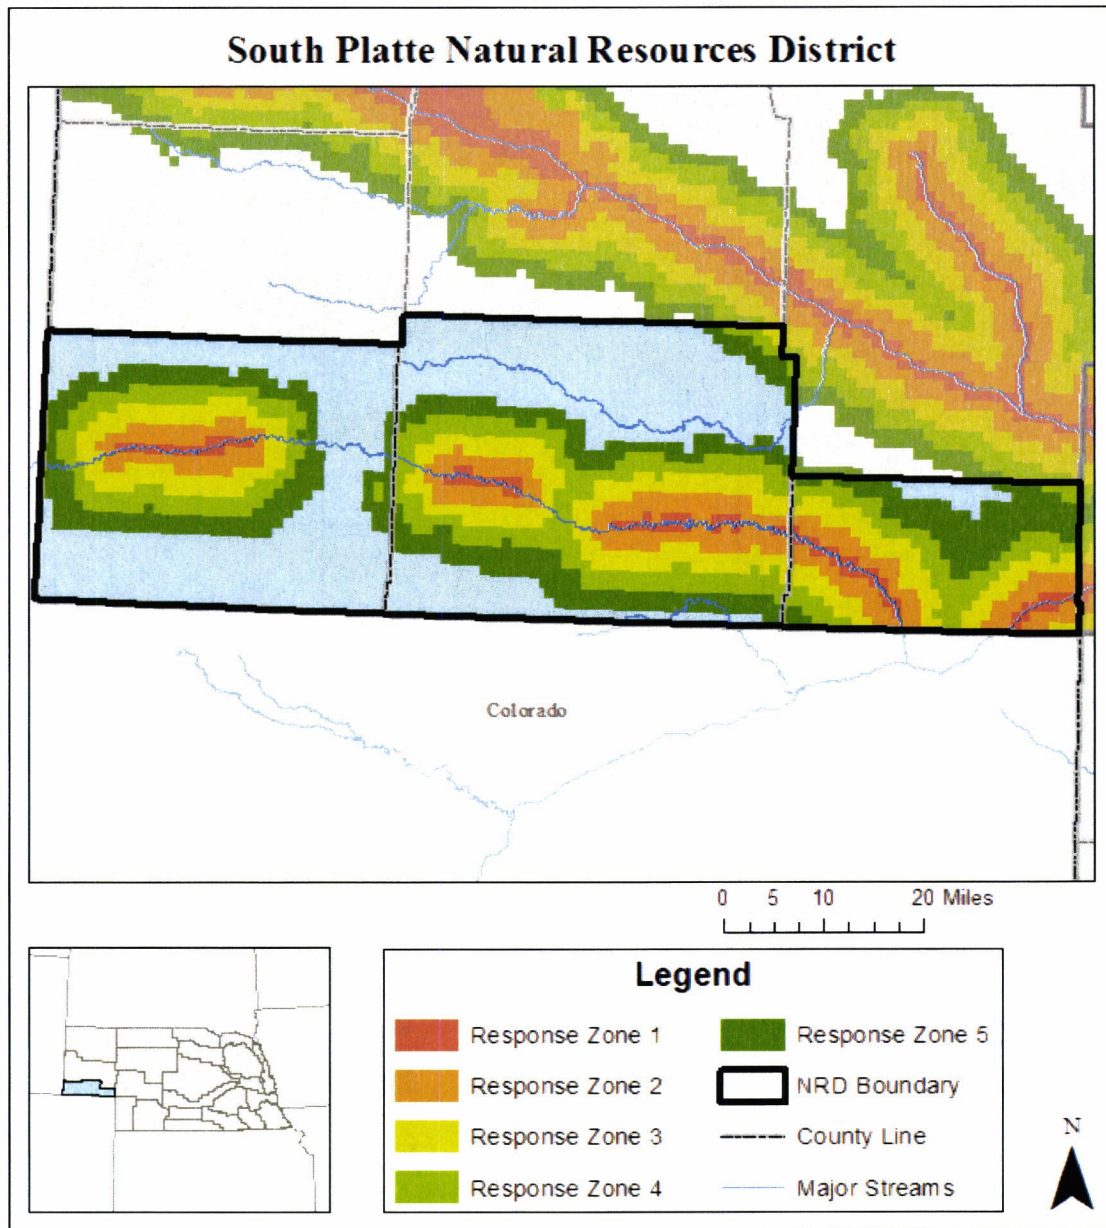 South Platte Natural Resources District
Colorado
0 5 10 20 Miles
Legend
Response Zone 1
Response Zone 2
Response Zone 3
Response Zone 4
Response Zone 5
NRD Boundary
County Line
Major Streams
N